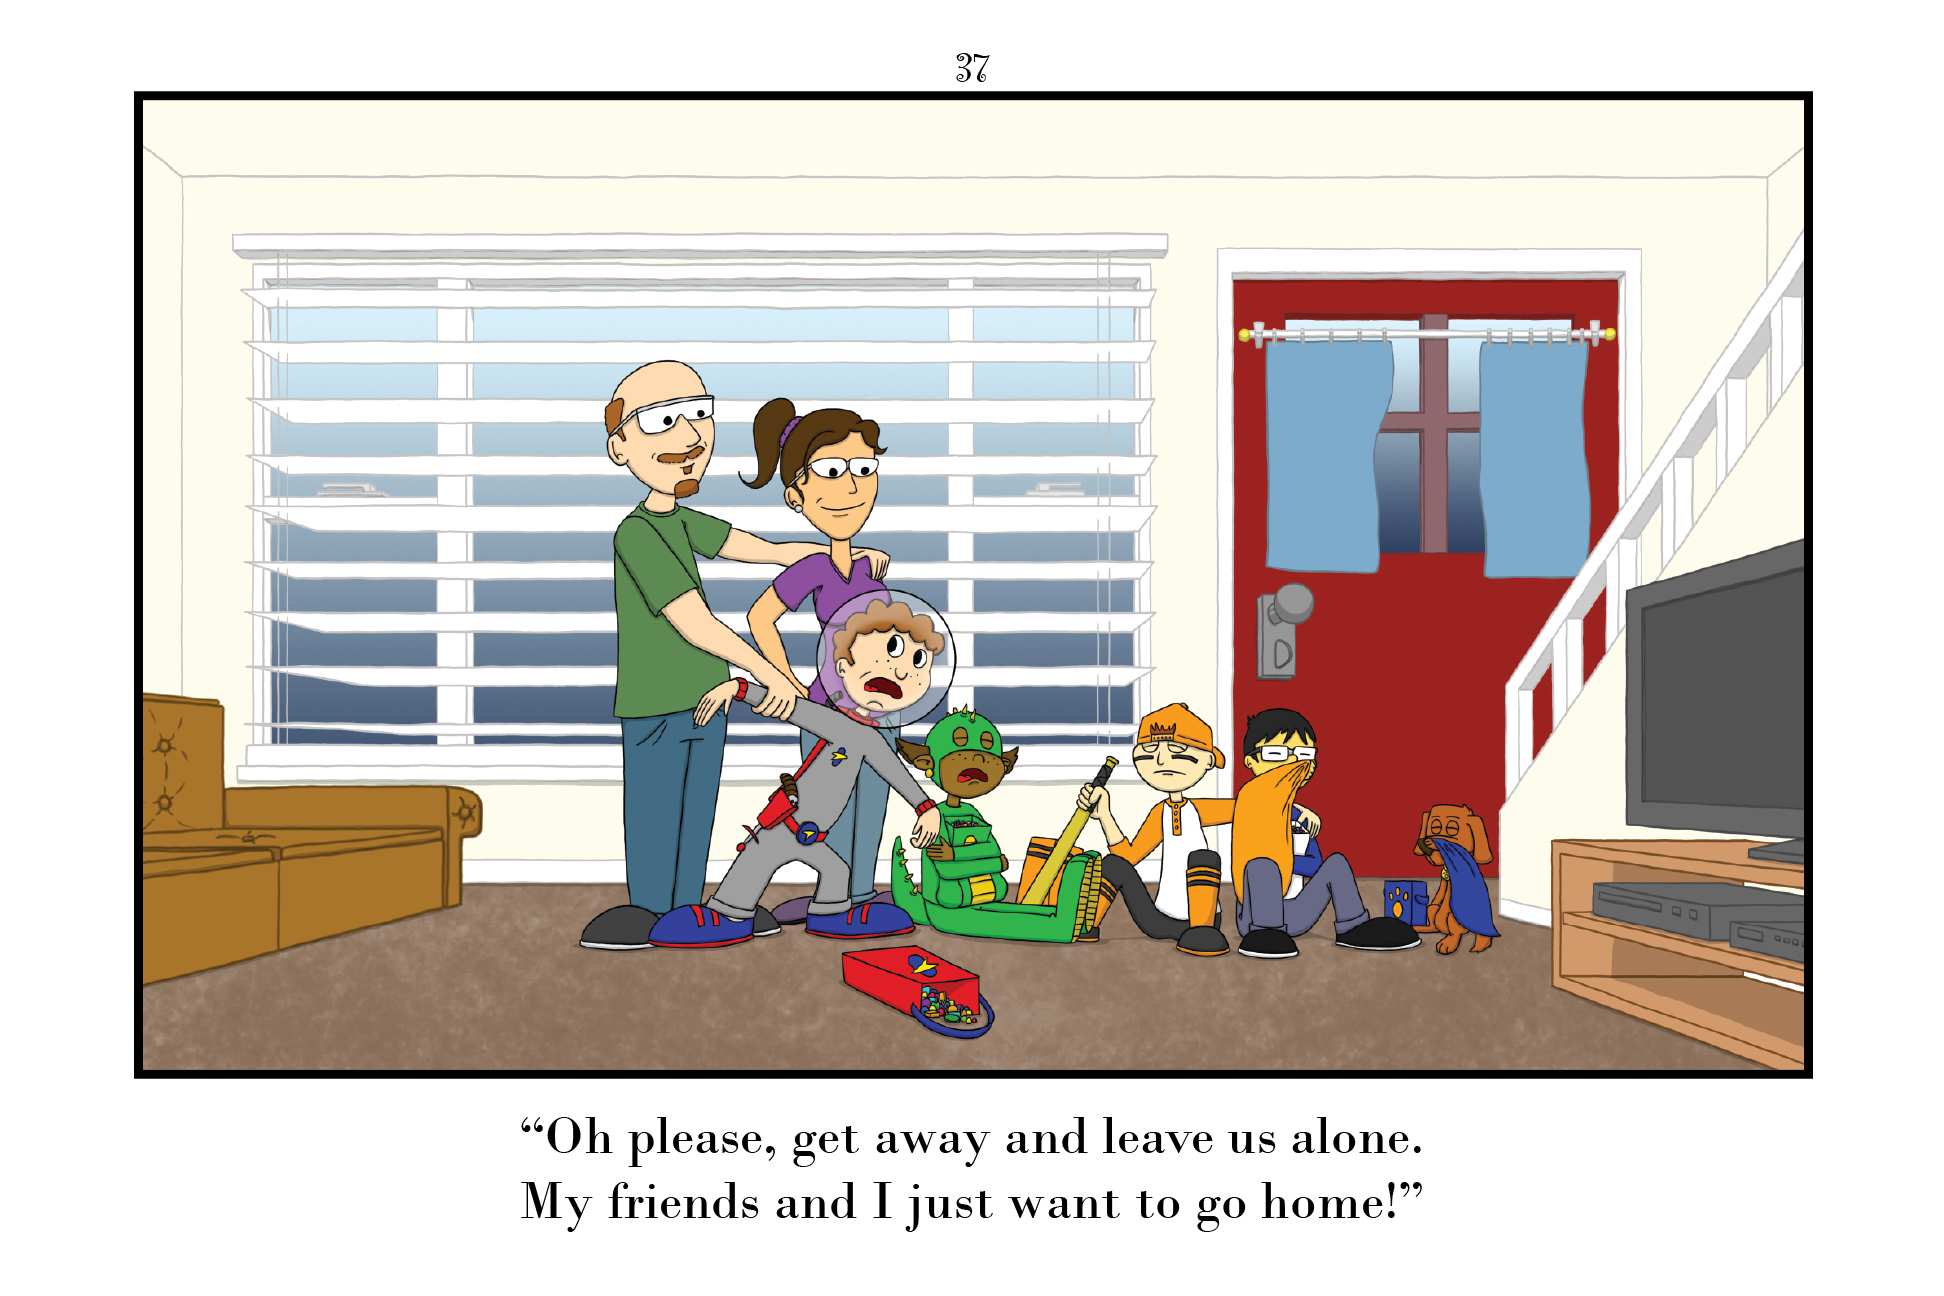 37
“Oh please, get away and leave us alone.
My friends and I just want to go home!”